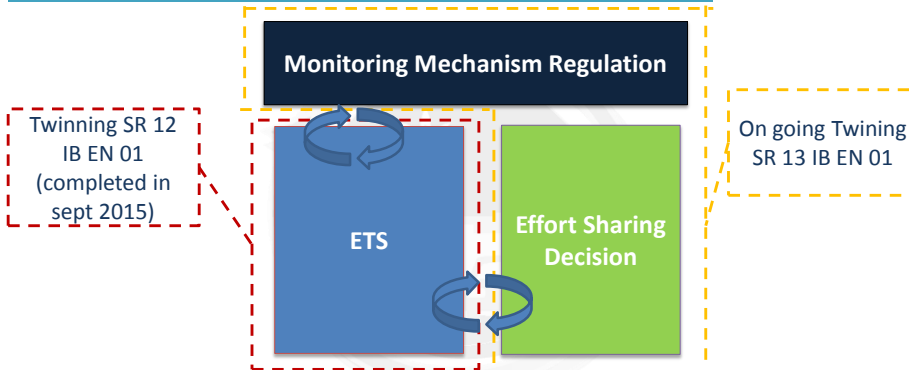 Monitoring Mechanism Regulation
Twinning SR 12
IB EN 01
(completed in
sept 2015)
On going Twining
SR 13 IB EN 01
ETS
Effort Sharing
Decision